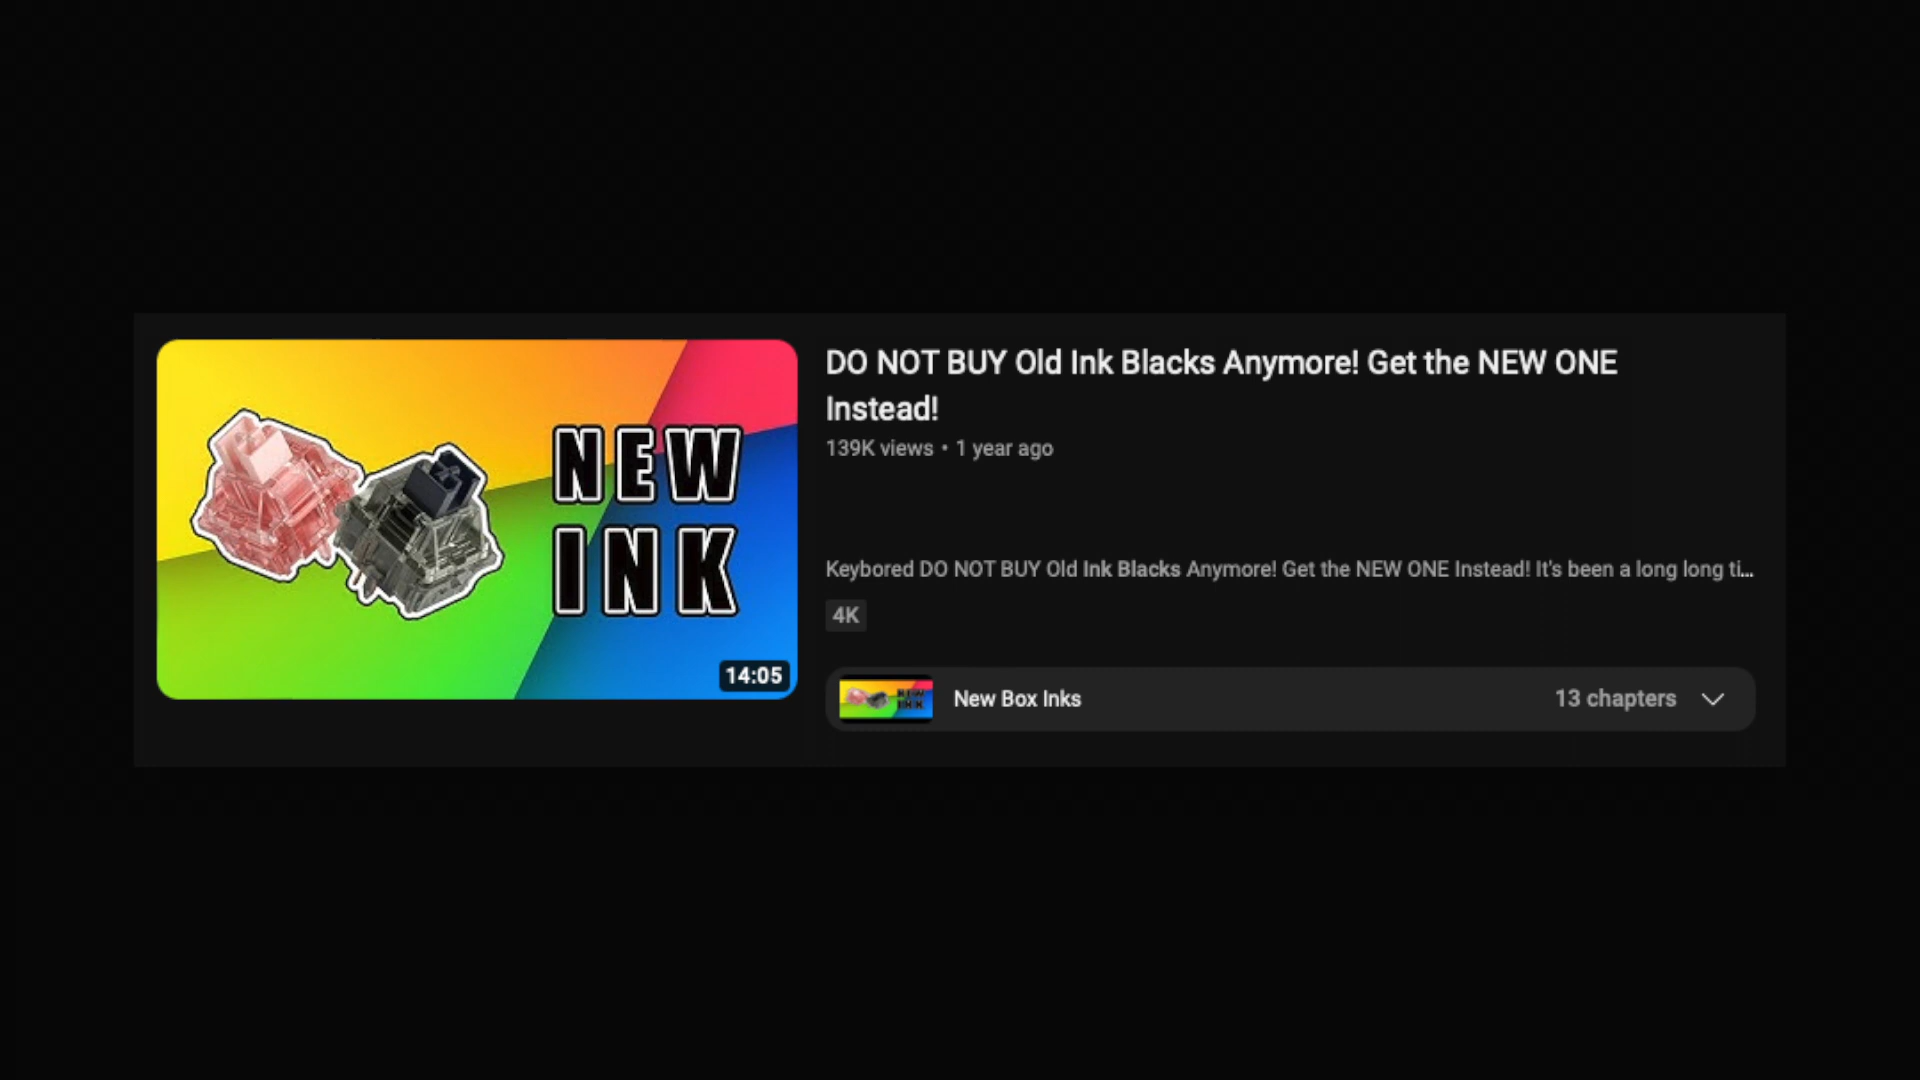 NEW
INK
14:05
DO NOT BUY Old Ink Blacks Anymore! Get the NEW ONE
Instead!
139K views • 1 year ago
Keybored DO NOT BUY Old Ink Blacks Anymore! Get the NEW ONE Instead! It's been a long long ti...
4K
NEW
INK
New Box Inks
13 chapters